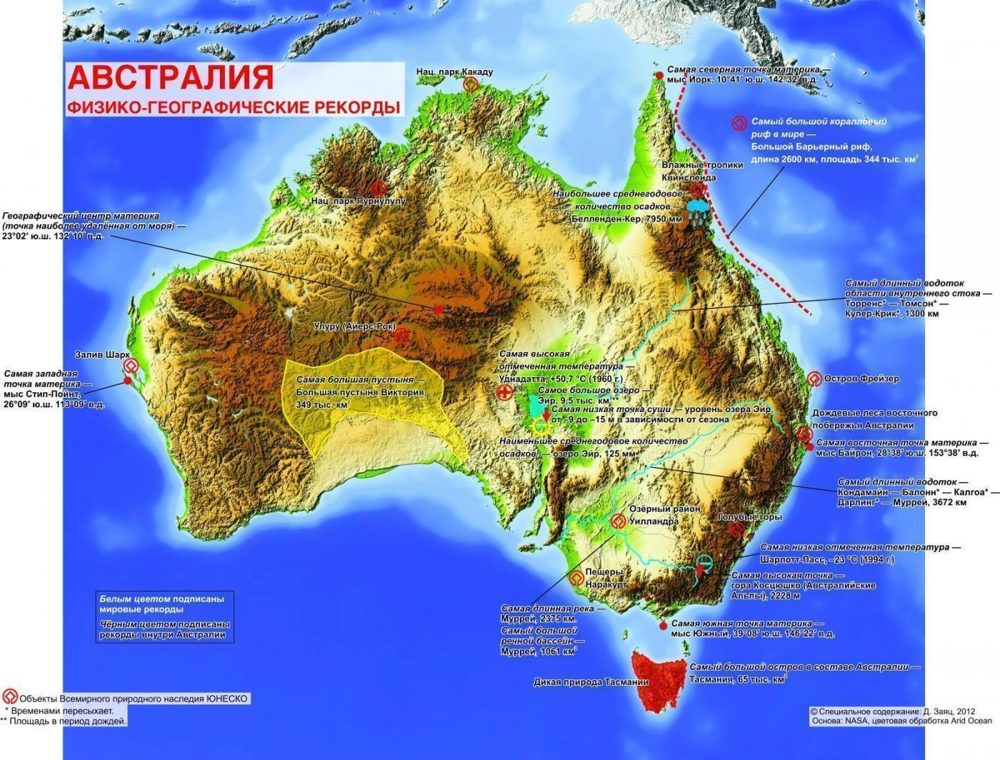 АВСТРАЛИЯ
ФИЗИКО-ГЕОГРАФИЧЕСКИЕ РЕКОРДЫ
Нац. парк Какаду
Самая северная точка материка —
мыс Йорк, 10°41′ ю.ш. 142°32′ в.д.
Самый большой коралловый
риф в мире —
Большой Барьерный риф,
длина 2600 км, площадь 344 тыс. км²
Влажные тропики
Квинсленда
Нац. парк Пурнулулу
Наибольшее среднегодовое
количество осадков —
Белленден-Кер, 7950 мм
Географический центр материка
(точка наиболее удалённая от моря) —
23°02′ ю.ш. 132°10′ в.д.
Самый длинный водоток
области внутреннего стока —
Торренс* — Томсон* —
Купер-Крик*, 1300 км
Улуру (Айерс-Рок)
Залив Шарк
Самая западная
точка материка —
мыс Стип-Пойнт,
26°09′ ю.ш. 113°09′ в.д.
Самая большая пустыня —
Большая пустыня Виктория,
349 тыс. км²
Самая высокая
отмеченная температура —
Уднадатта, +50,7 °C (1960 г.)
Самое большое озеро —
Эйр, 9,5 тыс. км²**
Самая низкая точка суши — уровень озера Эйр,
от –9 до –15 м в зависимости от сезона
Наименьшее среднегодовое количество
осадков — озеро Эйр, 125 мм
Остров Фрейзер
Дождевые леса восточного
побережья Австралии
Самая восточная точка материка —
мыс Байрон, 28°38′ ю.ш. 153°38′ в.д.
Самый длинный водоток —
Кондамайн — Балонн* — Калгоа* —
Дарлинг* — Муррей, 3672 км
Озёрный район
Уилландра
Голубые горы
Самая низкая отмеченная температура —
Шарлотт-Пасс, –23 °C (1994 г.)
Самая высокая точка —
гора Косцюшко (Австралийские
Альпы), 2228 м
Пещеры
Наракурт
Самая длинная река —
Муррей, 2375 км.
Самый большой
речной бассейн —
Муррей, 1061 км²
Самая южная точка материка —
мыс Южный, 39°08′ ю.ш. 146°22′ в.д.
Самый большой остров в составе Австралии —
Тасмания, 65 тыс. км²
Дикая природа Тасмании
Белым цветом подписаны
мировые рекорды
Чёрным цветом подписаны
рекорды внутри Австралии
Объекты Всемирного природного наследия ЮНЕСКО
* Временами пересыхает.
** Площадь в период дождей.
© Специальное содержание: Д. Заяц, 2012
Основа: NASA, цветовая обработка Arid Ocean